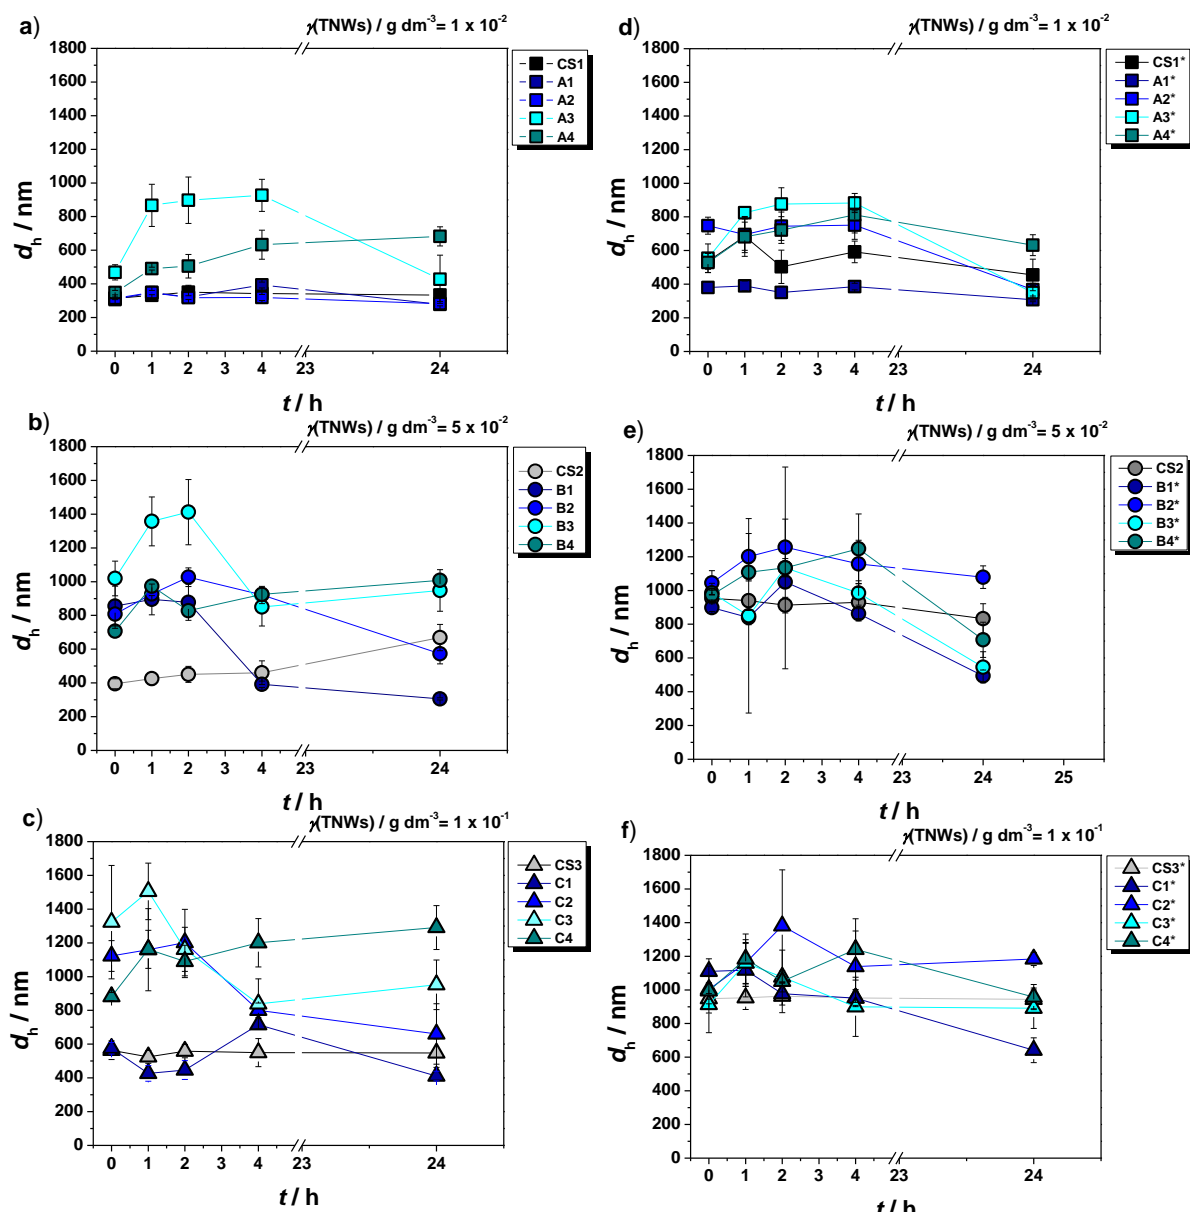 a)
γ(TNWs) / g dm-3 = 1 x 10-2
1800
1600
1400
1200
1000
800
600
400
200
0
dh / nm
0 1 2 3 4 23 24
t / h
CS1
A1
A2
A3
A4
d)
γ(TNWs) / g dm-3 = 1 x 10-2
1800
1600
1400
1200
1000
800
600
400
200
0
dh / nm
0 1 2 3 4 23 24
t / h
CS1*
A1*
A2*
A3*
A4*
b)
γ(TNWs) / g dm-3 = 5 x 10-2
1800
1600
1400
1200
1000
800
600
400
200
0
dh / nm
0 1 2 3 4 23 24
t / h
CS2
B1
B2
B3
B4
e)
γ(TNWs) / g dm-3 = 5 x 10-2
1800
1600
1400
1200
1000
800
600
400
200
0
dh / nm
0 1 2 3 4 23 24 25
t / h
CS2
B1*
B2*
B3*
B4*
c)
γ(TNWs) / g dm-3 = 1 x 10-1
1800
1600
1400
1200
1000
800
600
400
200
0
dh / nm
0 1 2 3 4 23 24
t / h
CS3
C1
C2
C3
C4
f)
γ(TNWs) / g dm-3 = 1 x 10-1
1800
1600
1400
1200
1000
800
600
400
200
0
dh / nm
0 1 2 3 4 23 24
t / h
CS3*
C1*
C2*
C3*
C4*